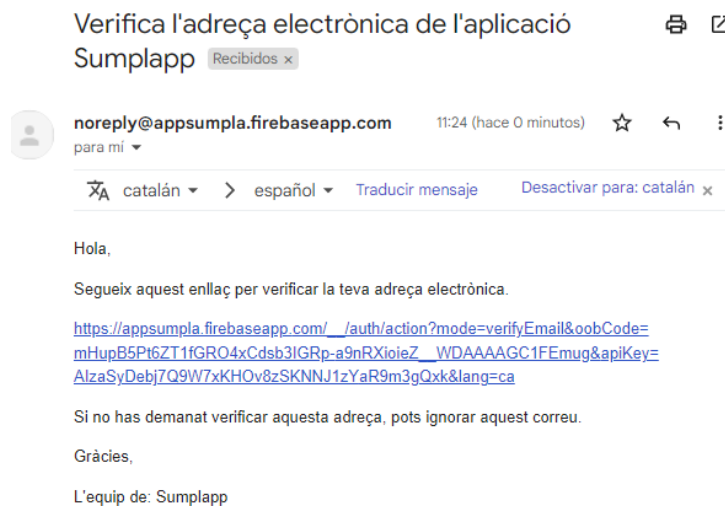 Verifica l'adreça electrònica de l'aplicació
Sumplapp Recibidos ×
noreply@appsumpla.firebaseapp.com 11:24 (hace 0 minutos)
para mí
catalán > español Traducir mensaje Desactivar para: catalán ×
Hola,
Segueix aquest enllaç per verificar la teva adreça electrònica.
https://appsumpla.firebaseapp.com/__/auth/action?mode=verifyEmail&oobCode=
mHupB5Pt6ZT1fGRO4xCdsb3IGRp-a9nRXioieZ__WDAAAAGC1FEmug&apiKey=
AIzaSyDebj7Q9W7xKHOv8zSKNNJ1zYaR9m3gQxk&lang=ca
Si no has demanat verificar aquesta adreça, pots ignorar aquest correu.
Gràcies,
L'equip de: Sumplapp